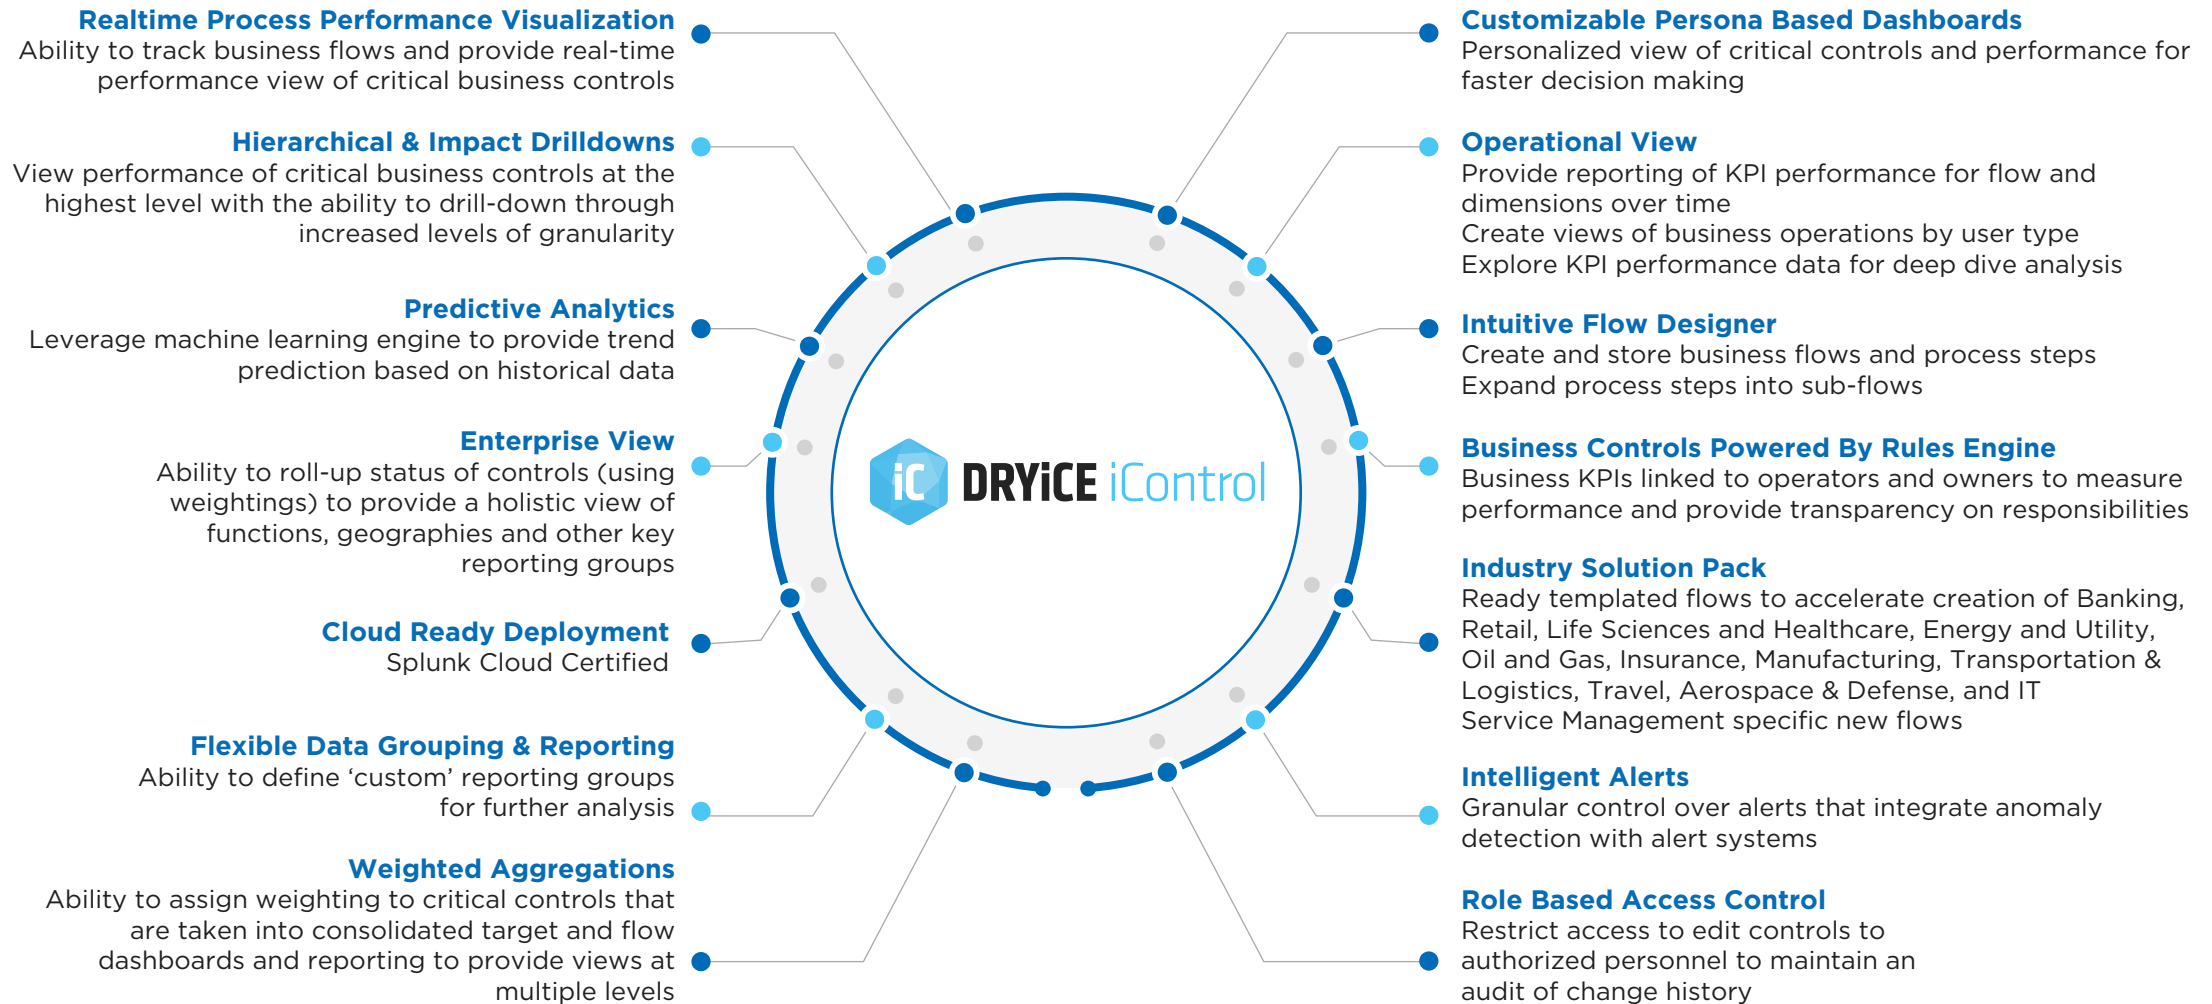 Realtime Process Performance Visualization
Ability to track business flows and provide real-time
performance view of critical business controls
Hierarchical & Impact Drilldowns
View performance of critical business controls at the
highest level with the ability to drill-down through
increased levels of granularity
Predictive Analytics
Leverage machine learning engine to provide trend
prediction based on historical data
Enterprise View
Ability to roll-up status of controls (using
weightings) to provide a holistic view of
functions, geographies and other key
reporting groups
Cloud Ready Deployment
Splunk Cloud Certified
Flexible Data Grouping & Reporting
Ability to define ‘custom’ reporting groups
for further analysis
Weighted Aggregations
Ability to assign weighting to critical controls that
are taken into consolidated target and flow
dashboards and reporting to provide views at
multiple levels
iC DRYiCE iControl
Customizable Persona Based Dashboards
Personalized view of critical controls and performance for
faster decision making
Operational View
Provide reporting of KPI performance for flow and
dimensions over time
Create views of business operations by user type
Explore KPI performance data for deep dive analysis
Intuitive Flow Designer
Create and store business flows and process steps
Expand process steps into sub-flows
Business Controls Powered By Rules Engine
Business KPIs linked to operators and owners to measure
performance and provide transparency on responsibilities
Industry Solution Pack
Ready templated flows to accelerate creation of Banking,
Retail, Life Sciences and Healthcare, Energy and Utility,
Oil and Gas, Insurance, Manufacturing, Transportation &
Logistics, Travel, Aerospace & Defense, and IT
Service Management specific new flows
Intelligent Alerts
Granular control over alerts that integrate anomaly
detection with alert systems
Role Based Access Control
Restrict access to edit controls to
authorized personnel to maintain an
audit of change history